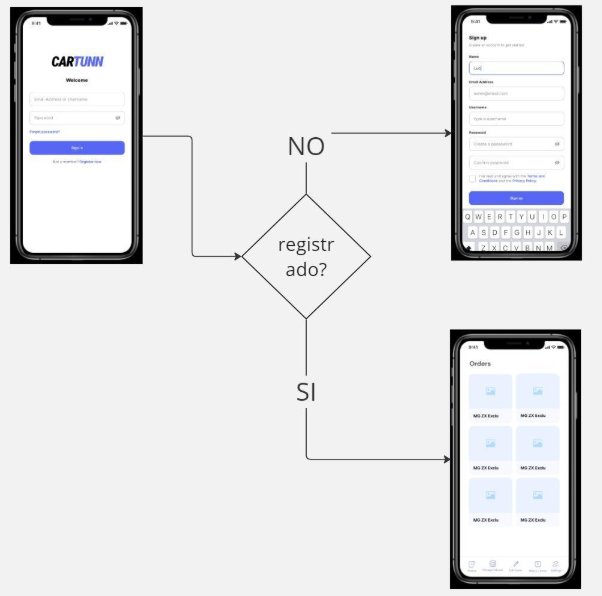 9:41
CARTUNN
Welcome
Email Address or Username
Password
Forgot password?
Sign in
Not a member? Register now
NO
registr
ado?
SI
9:41
Sign up
Create an account to get started
Name
Email Address
name@email.com
Username
Type a username
Password
Create a password
Confirm password
I've read and agree with the Terms and
Conditions and the Privacy Policy.
Sign up
Q W E R T Y U I O P
A S D F G H J K L
Z X C V B N M
9:41
Orders
MG ZX Exclu MG ZX Exclu
MG ZX Exclu MG ZX Exclu
MG ZX Exclu MG ZX Exclu